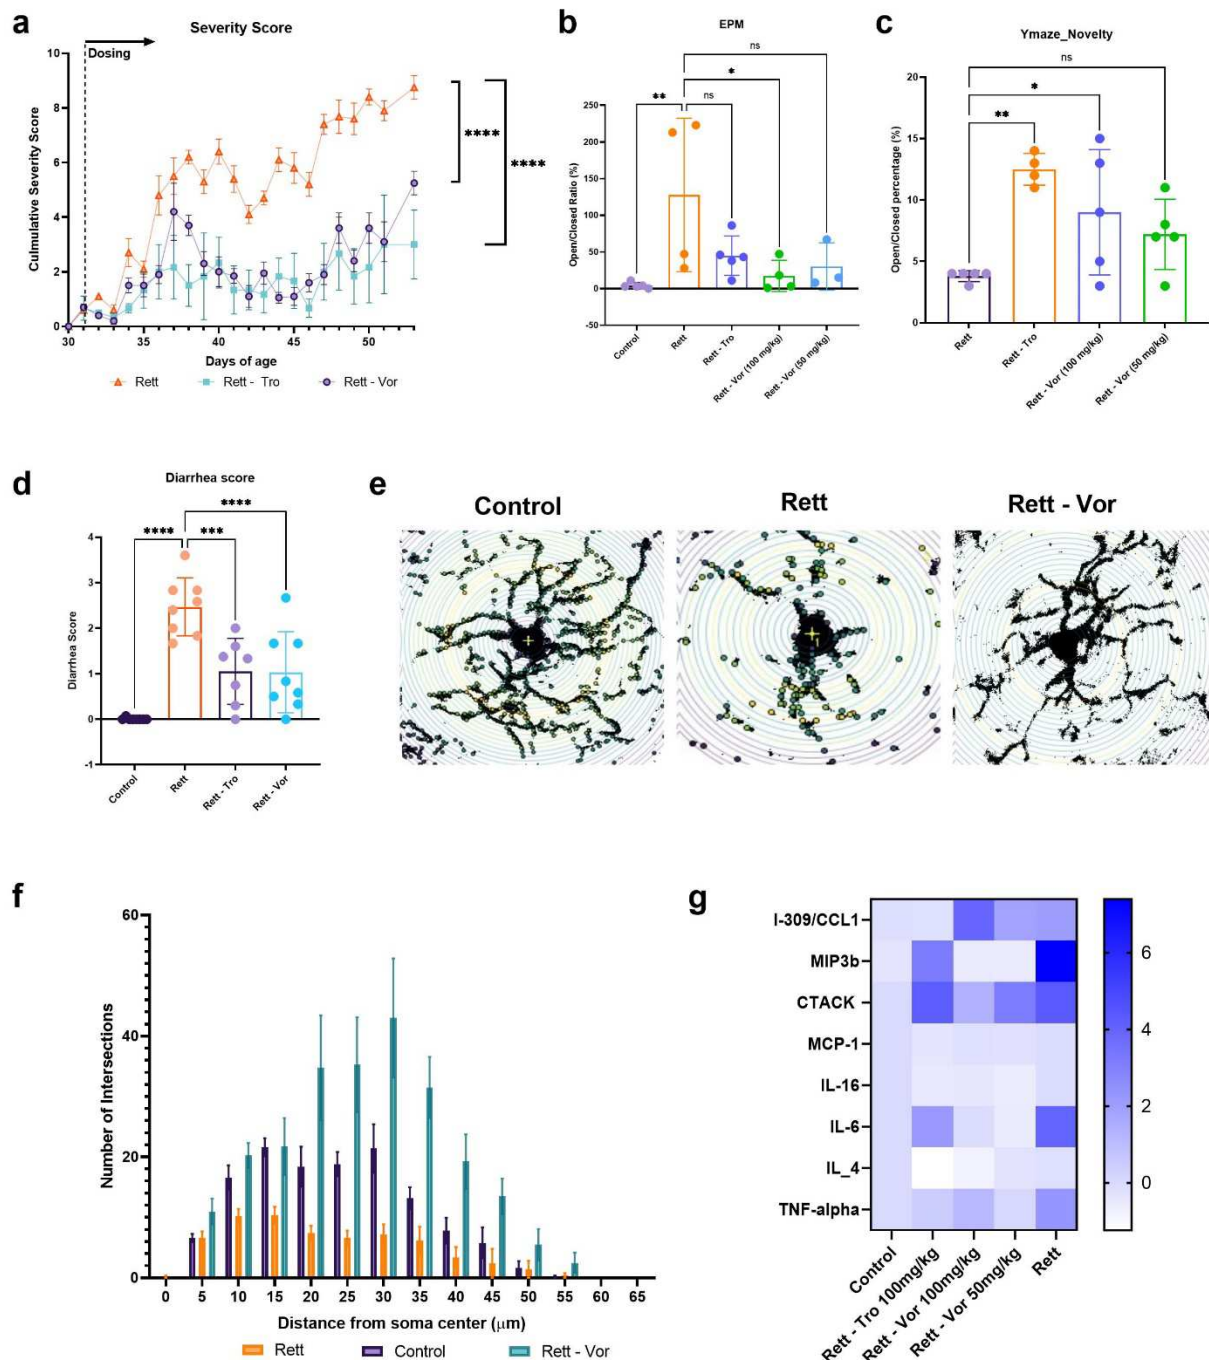 a
Severity Score
Dosing
10
8
6
4
2
0
30
35
40
45
50
Culmulative Severity Score
Days of age
Rett
Rett - Tro
Rett - Vor
****
****
b
EPM
ns
*
**
ns
250
200
150
100
50
0
-50
Open/Closed Ratio (%)
Control
Rett
Rett - Tro
Rett - Vor (100 mg/kg)
Rett - Vor (50 mg/kg)
c
Ymaze_Novelty
ns
*
**
20
15
10
5
0
Open/Closed percentage (%)
Rett
Rett - Tro
Rett - Vor (100 mg/kg)
Rett - Vor (50 mg/kg)
d
Diarrhea score
****
**** ***
4
3
2
1
0
-1
Diarrhea Score
Control
Rett
Rett - Tro
Rett - Vor
e
Control
Rett
Rett - Vor
f
60
40
20
0
Number of Intersections
0 5 10 15 20 25 30 35 40 45 50 55 60 65
Distance from soma center (μm)
Rett
Control
Rett - Vor
g
I-309/CCL1
MIP3b
CTACK
MCP-1
IL-16
IL-6
IL_4
TNF-alpha
Control
Rett - Tro 100mg/kg
Rett - Vor 100mg/kg
Rett - Vor 50mg/kg
Rett
6
4
2
0